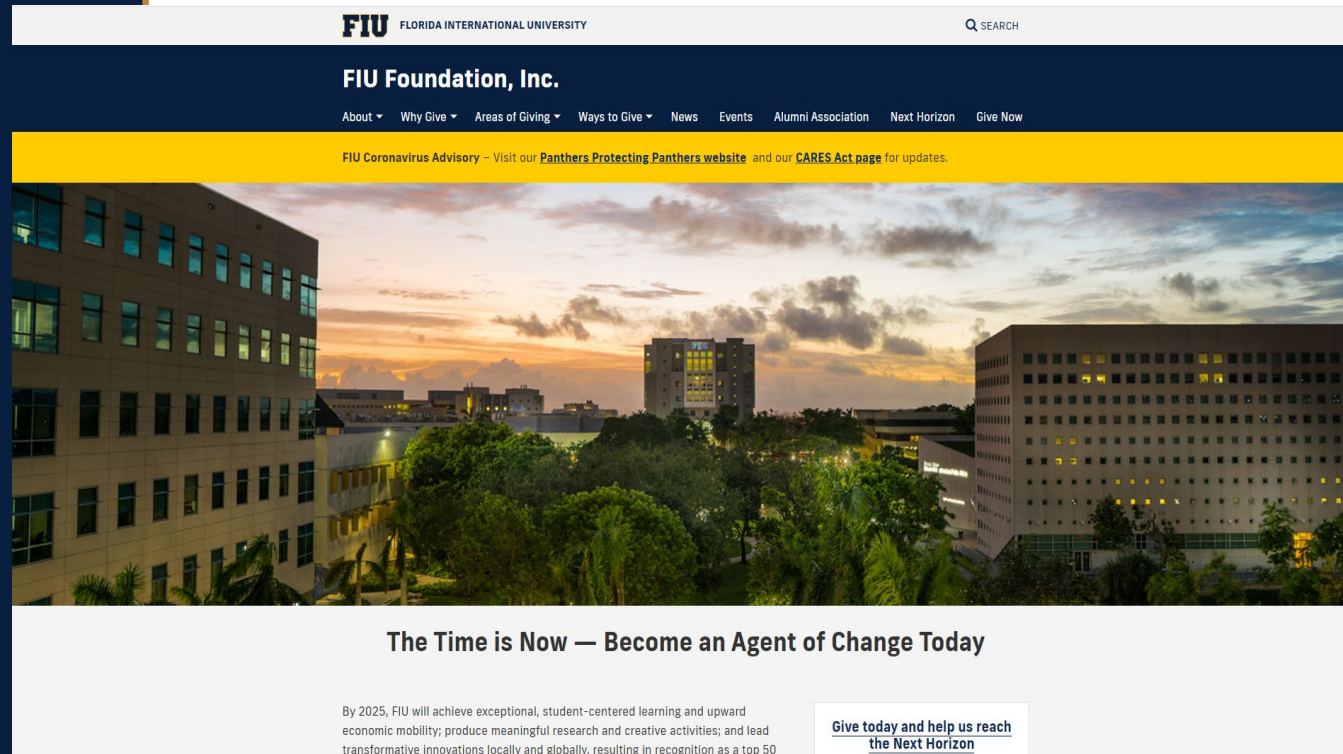 FIU FLORIDA INTERNATIONAL UNIVERSITY
SEARCH
FIU Foundation, Inc.
About Why Give Areas of Giving Ways to Give News Events Alumni Association Next Horizon Give Now
FIU Coronavirus Advisory – Visit our Panthers Protecting Panthers website and our CARES Act page for updates.
FIU
The Time is Now — Become an Agent of Change Today
By 2025, FIU will achieve exceptional, student-centered learning and upward
economic mobility; produce meaningful research and creative activities; and lead
transformative innovations locally and globally, resulting in recognition as a top 50
Give today and help us reach
the Next Horizon